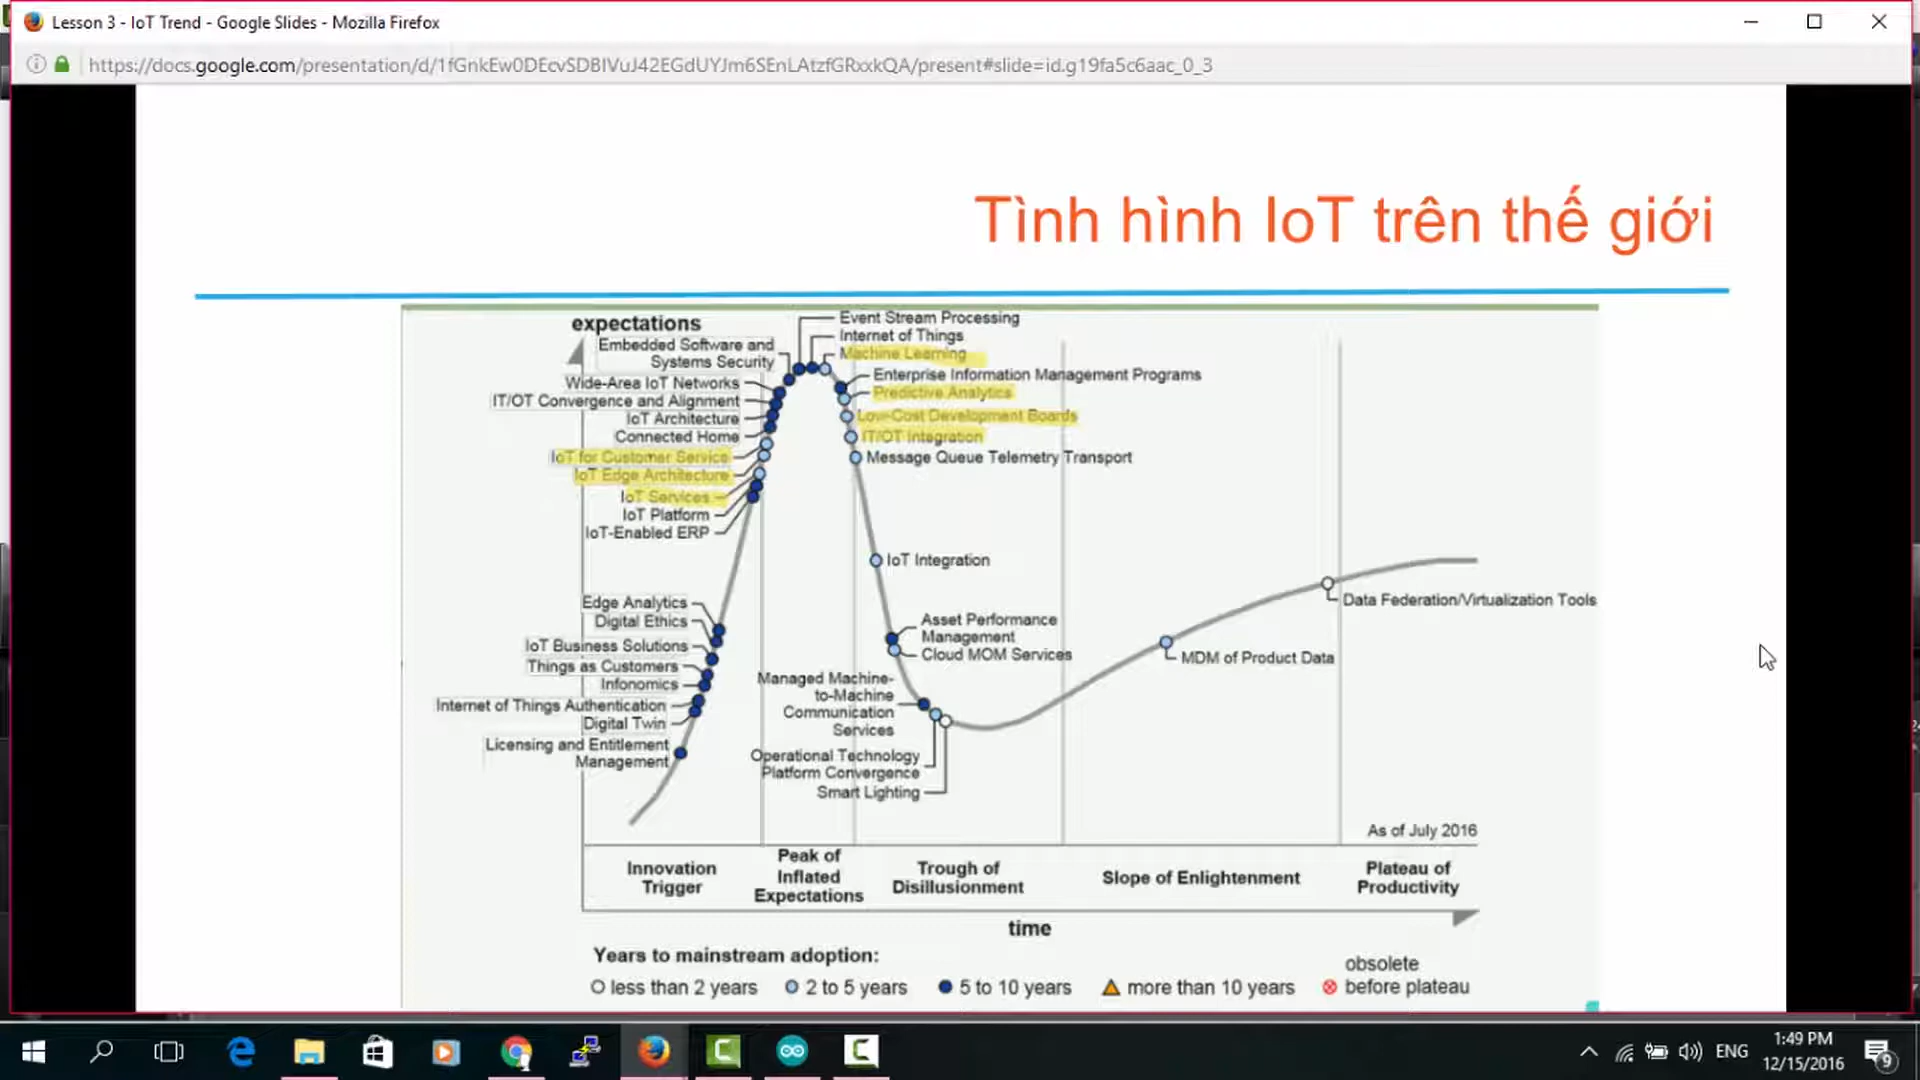 Lesson 3 - IoT Trend - Google Slides - Mozilla Firefox
https://docs.google.com/presentation/d/1fGnkEw0DEcvSDBIVuJ42EGdUYJm6SEnLAtzfGRxxkQA/present#slide=id.g19fa5c6aac_0_3
Tình hình IoT trên thế giới
expectations
Event Stream Processing
Internet of Things
Machine Learning
Embedded Software and
Systems Security
Enterprise Information Management Programs
Wide-Area IoT Networks
Predictive Analytics
IT/OT Convergence and Alignment
Low-Cost Development Boards
IoT Architecture
IT/OT Integration
Connected Home
Message Queue Telemetry Transport
IoT for Customer Service
IoT Edge Architecture
IoT Services
IoT Platform
IoT-Enabled ERP
IoT Integration
Edge Analytics
Digital Ethics
IoT Business Solutions
Things as Customers
Infonomics
Internet of Things Authentication
Digital Twin
Licensing and Entitlement
Management
Asset Performance
Management
Cloud MOM Services
Managed Machine-
to-Machine
Communication
Services
Operational Technology
Platform Convergence
Smart Lighting
MDM of Product Data
Data Federation/Virtualization Tools
As of July 2016
Innovation
Trigger
Peak of
Inflated
Expectations
Trough of
Disillusionment
Slope of Enlightenment
Plateau of
Productivity
time
Years to mainstream adoption:
less than 2 years
2 to 5 years
5 to 10 years
more than 10 years
obsolete
before plateau
ENG
1:49 PM
12/15/2016
9